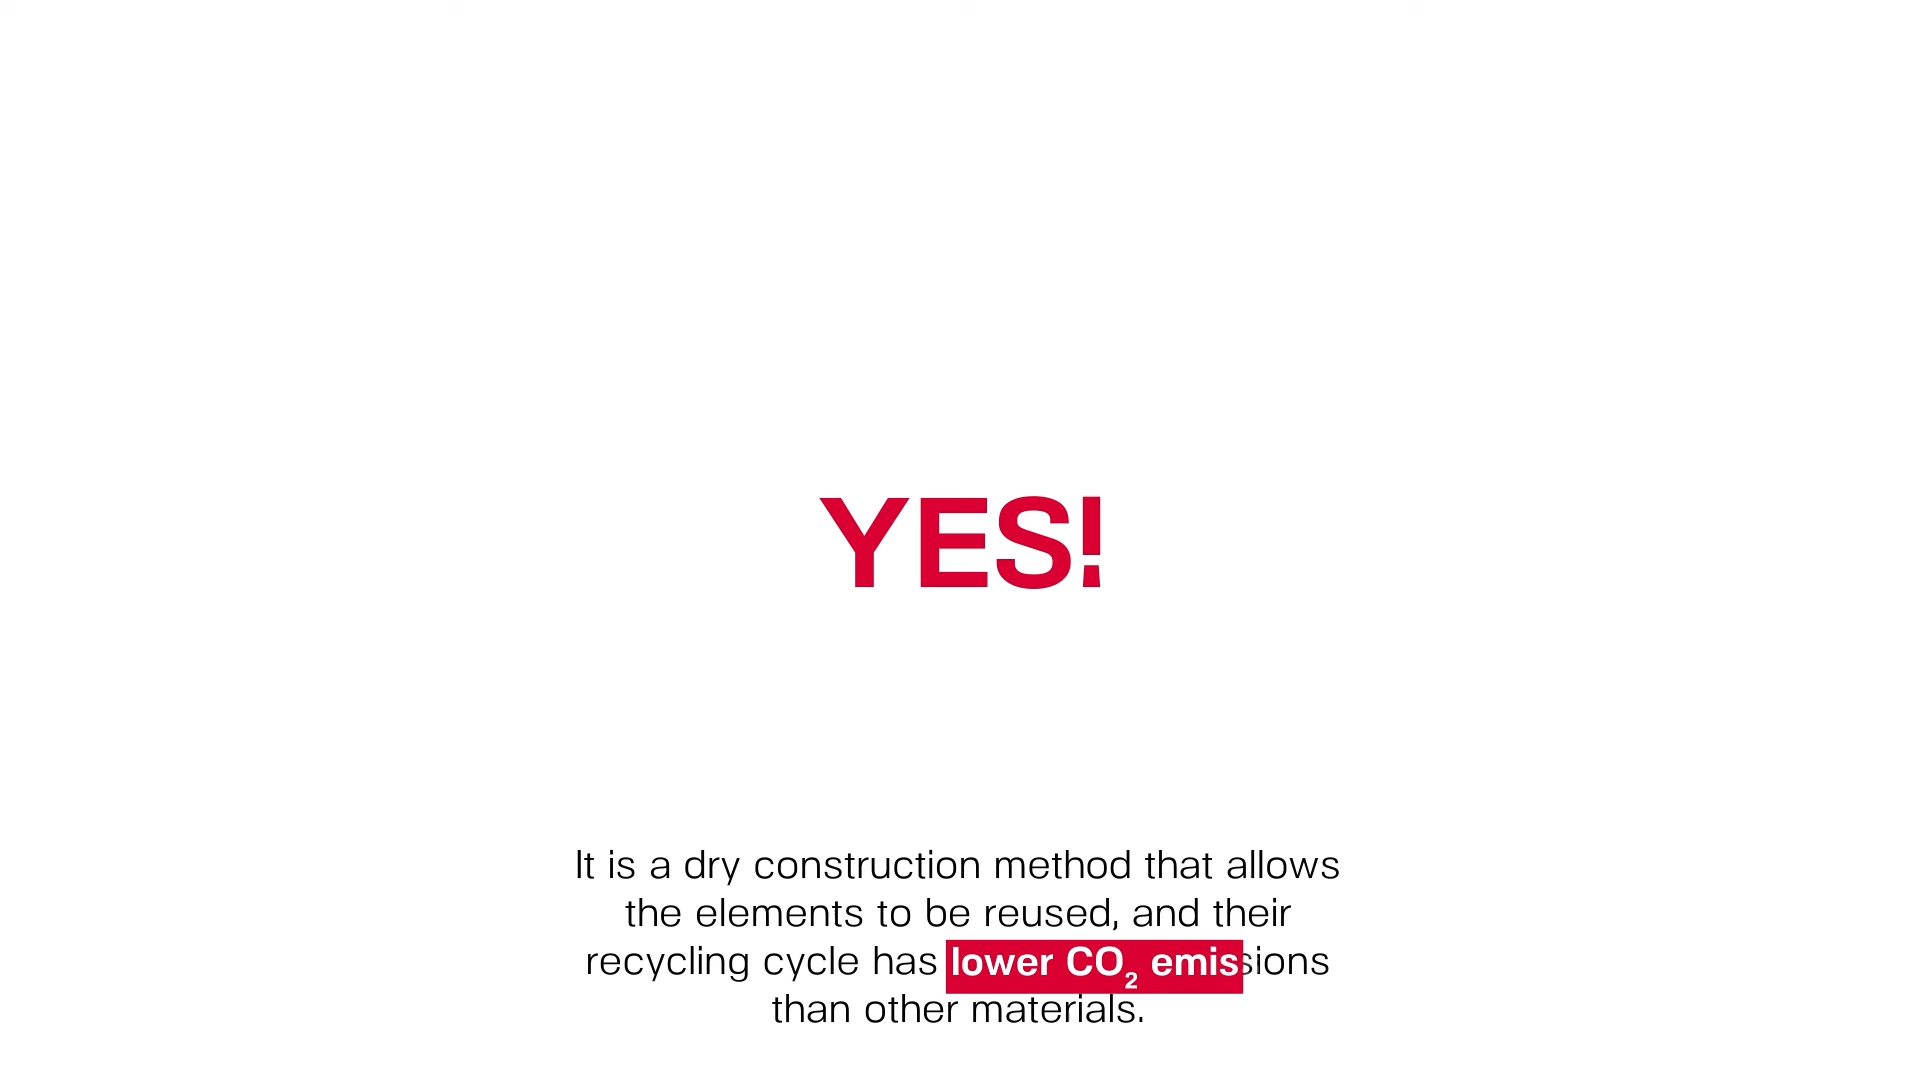 YES!
It is a dry construction method that allows
the elements to be reused, and their
recycling cycle has lower CO₂ emissions
than other materials.